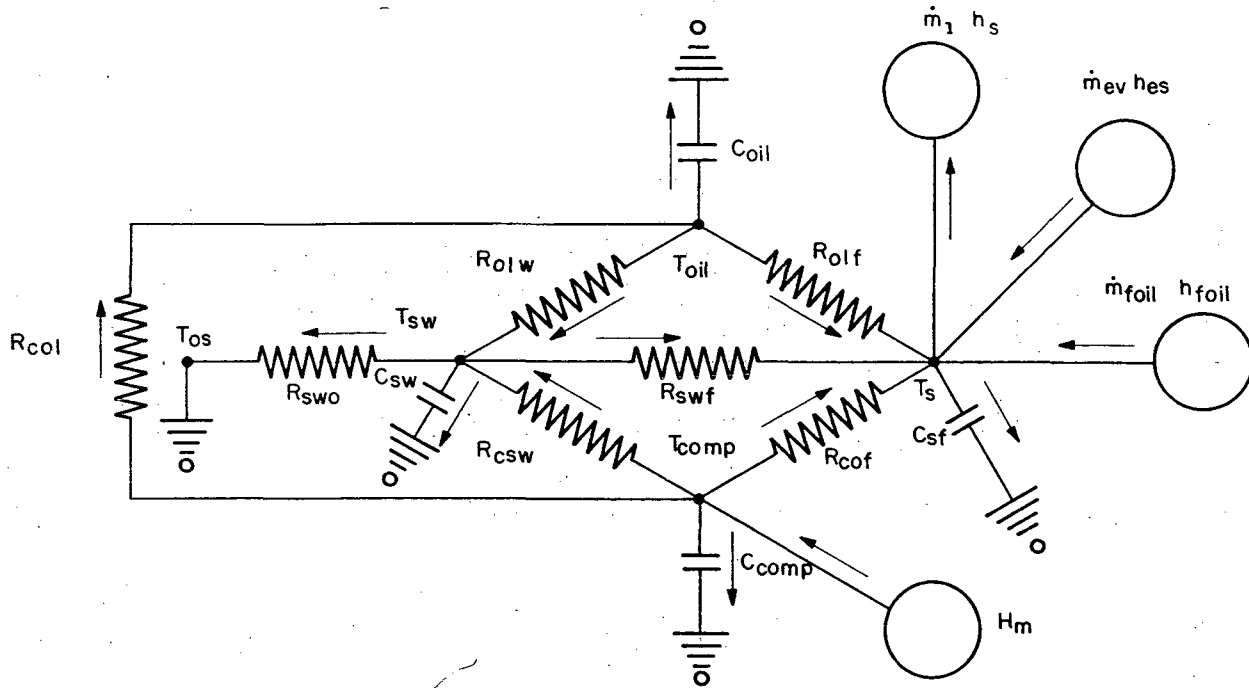 ṁ₁ hₛ
ṁev hes
Coil
Rolw
Toil
Rolf
ṁfoil hfoil
Rcol
Tos
Tsw
Rswo
Csw
Rswf
Ts
Csf
Rcsw
Tcomp
Rcof
Ccomp
Hm